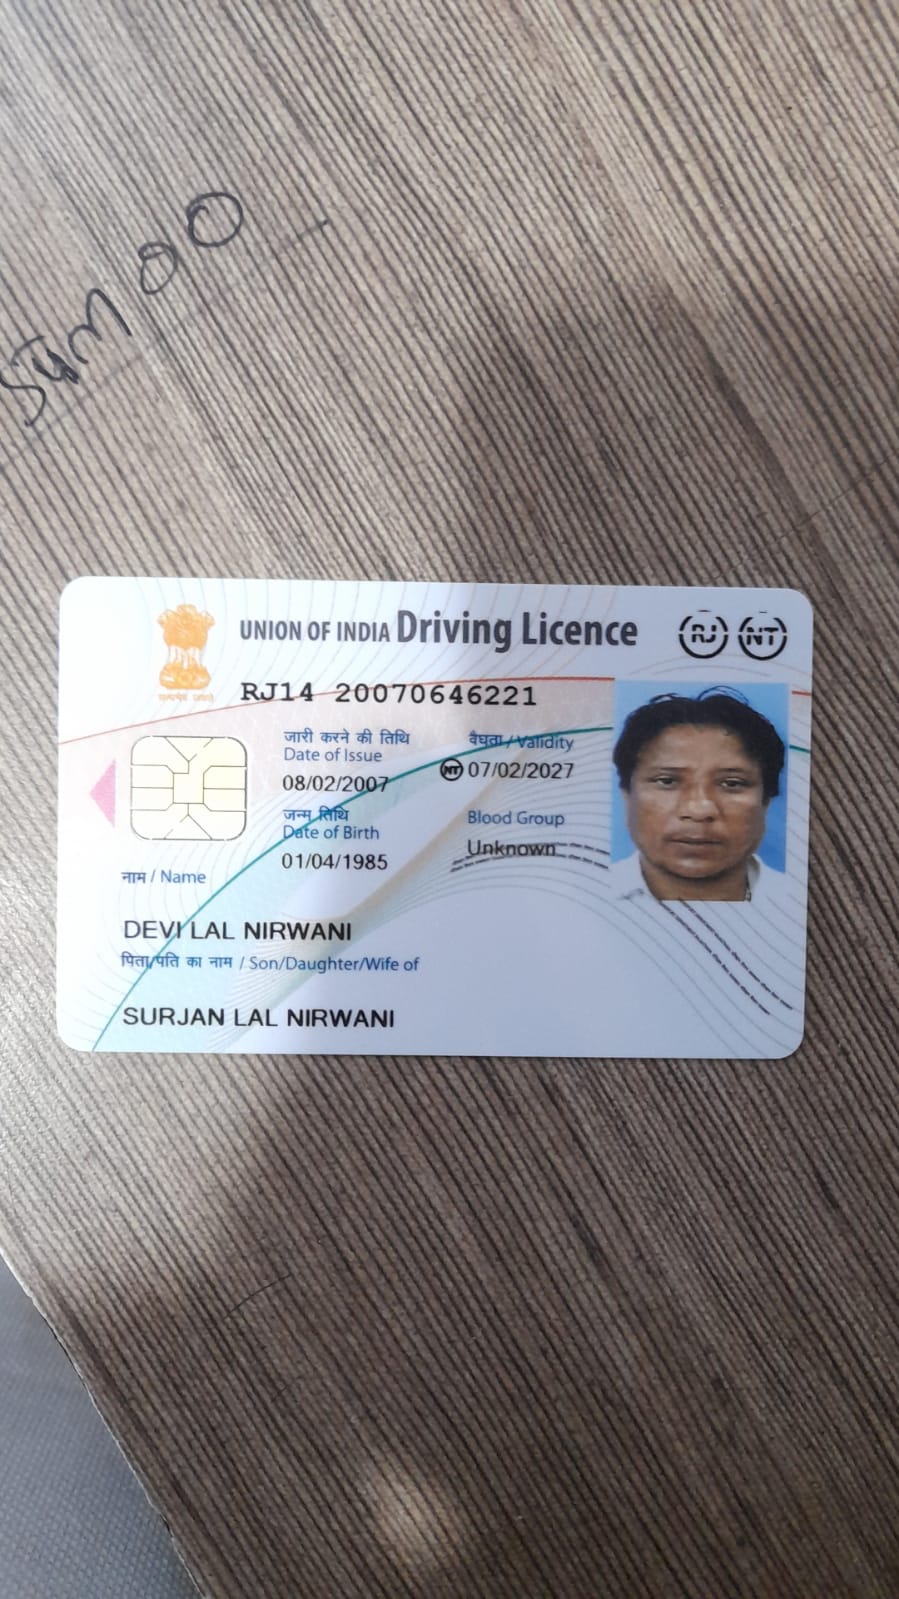 UNION OF INDIA Driving Licence RJ NT
सत्यमेव जयते
RJ14 20070646221
जारी करने की तिथि वैधता / Validity
Date of Issue
08/02/2007 NT 07/02/2027
जन्म तिथि Blood Group
Date of Birth
01/04/1985 Unknown
नाम / Name
DEVI LAL NIRWANI
पिता/पति का नाम / Son/Daughter/Wife of
SURJAN LAL NIRWANI